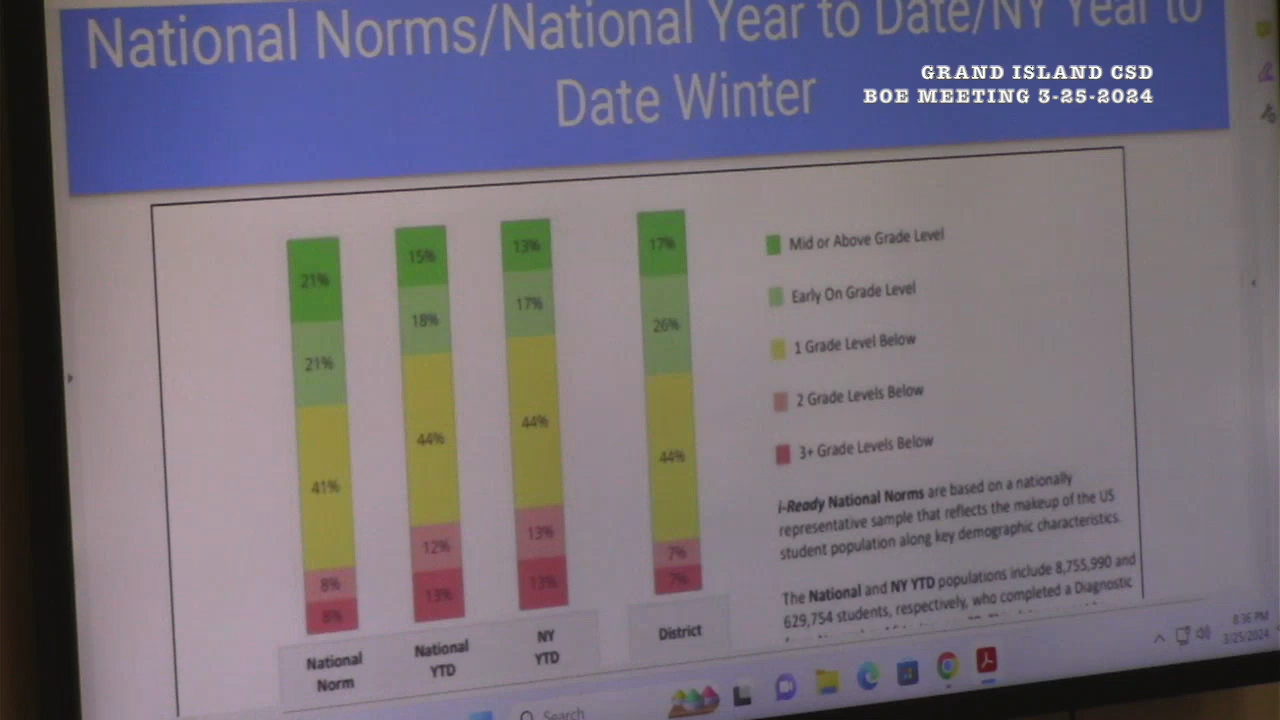 National Norms/National Year to Date/NY Year to
Date Winter
GRAND ISLAND CSD
BOE MEETING 3-25-2024
21%
21%
41%
8%
8%
National
Norm
15%
18%
44%
12%
13%
National
YTD
13%
17%
44%
13%
13%
NY
YTD
17%
26%
44%
7%
7%
District
Mid or Above Grade Level
Early On Grade Level
1 Grade Level Below
2 Grade Levels Below
3+ Grade Levels Below
i-Ready National Norms are based on a nationally
representative sample that reflects the makeup of the US
student population along key demographic characteristics.
The National and NY YTD populations include 8,755,990 and
629,754 students, respectively, who completed a Diagnostic
Search
8:36 PM
3/25/2024